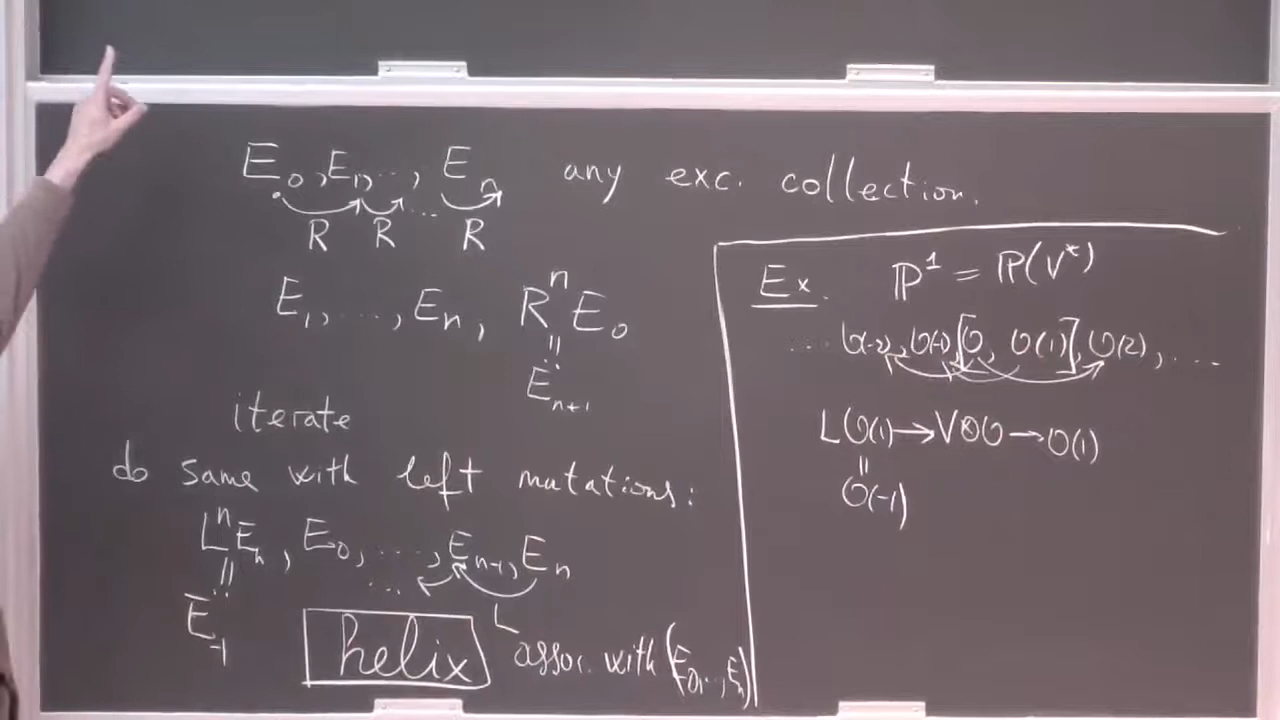 E₀, E₁, ..., Eₙ any exc. collection.
R R ... R
E₁, ..., Eₙ, RⁿE₀
=
Eₙ₊₁
iterate
do same with left mutations:
LⁿEₙ, E₀, ..., Eₙ₋₁, Eₙ
=
E₋₁
... L
helix assoc. with (E₀, .., Eₙ)
Ex. ℙ¹ = ℙ(V*)
... O(-2), O(-1), [O, O(1)], O(2), ...
LO(1) → V⊗O → O(1)
=
O(-1)